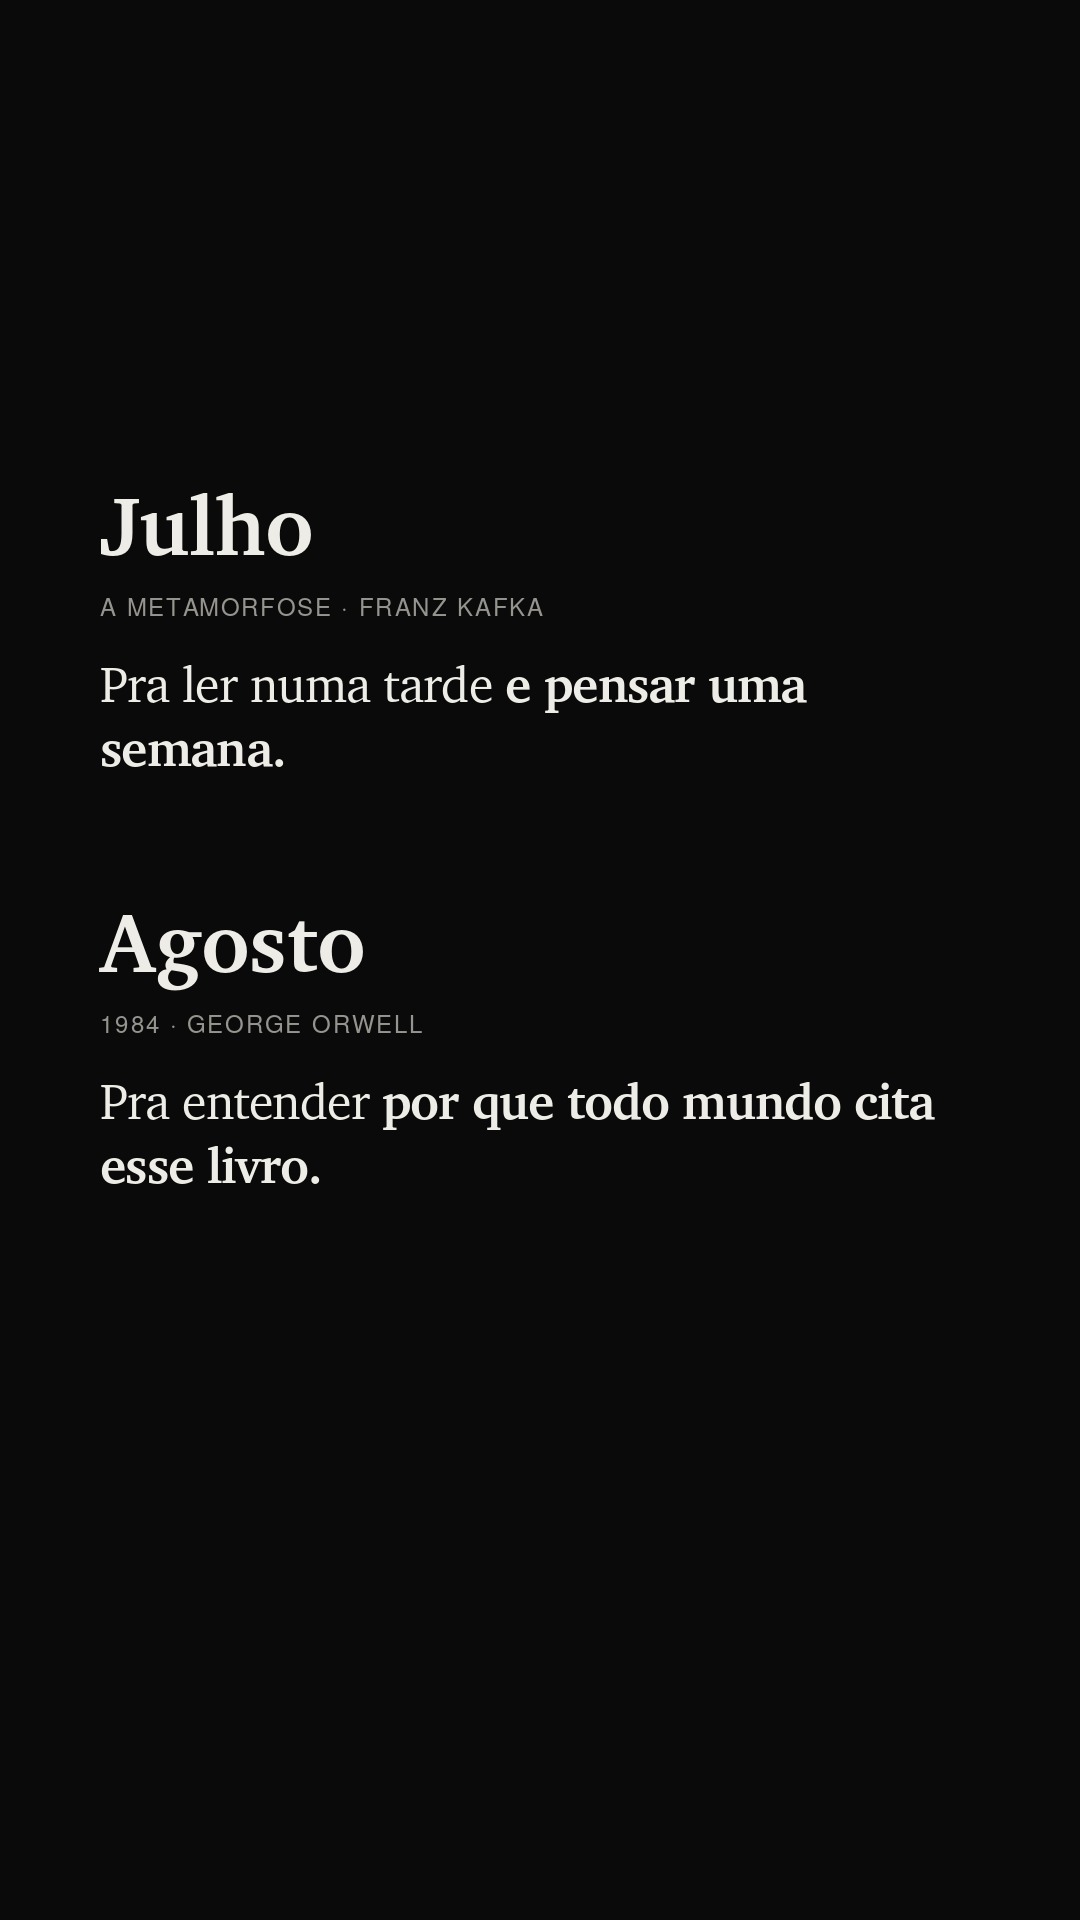 Julho
A METAMORFOSE · FRANZ KAFKA
Pra ler numa tarde e pensar uma
semana.
Agosto
1984 · GEORGE ORWELL
Pra entender por que todo mundo cita
esse livro.